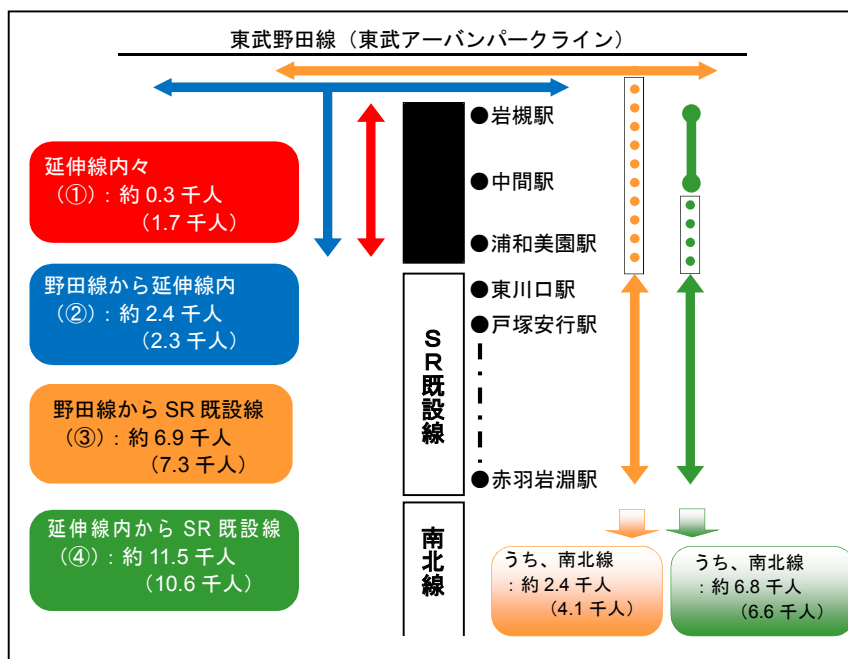 東武野田線（東武アーバンパークライン）
延伸線内々
（①）：約 0.3 千人
（1.7 千人）
野田線から延伸線内
（②）：約 2.4 千人
（2.3 千人）
野田線から SR 既設線
（③）：約 6.9 千人
（7.3 千人）
延伸線内から SR 既設線
（④）：約 11.5 千人
（10.6 千人）
●岩槻駅
●中間駅
●浦和美園駅
●東川口駅
●戸塚安行駅
●赤羽岩淵駅
ＳＲ既設線
南北線
うち、南北線
：約 2.4 千人
（4.1 千人）
うち、南北線
：約 6.8 千人
（6.6 千人）